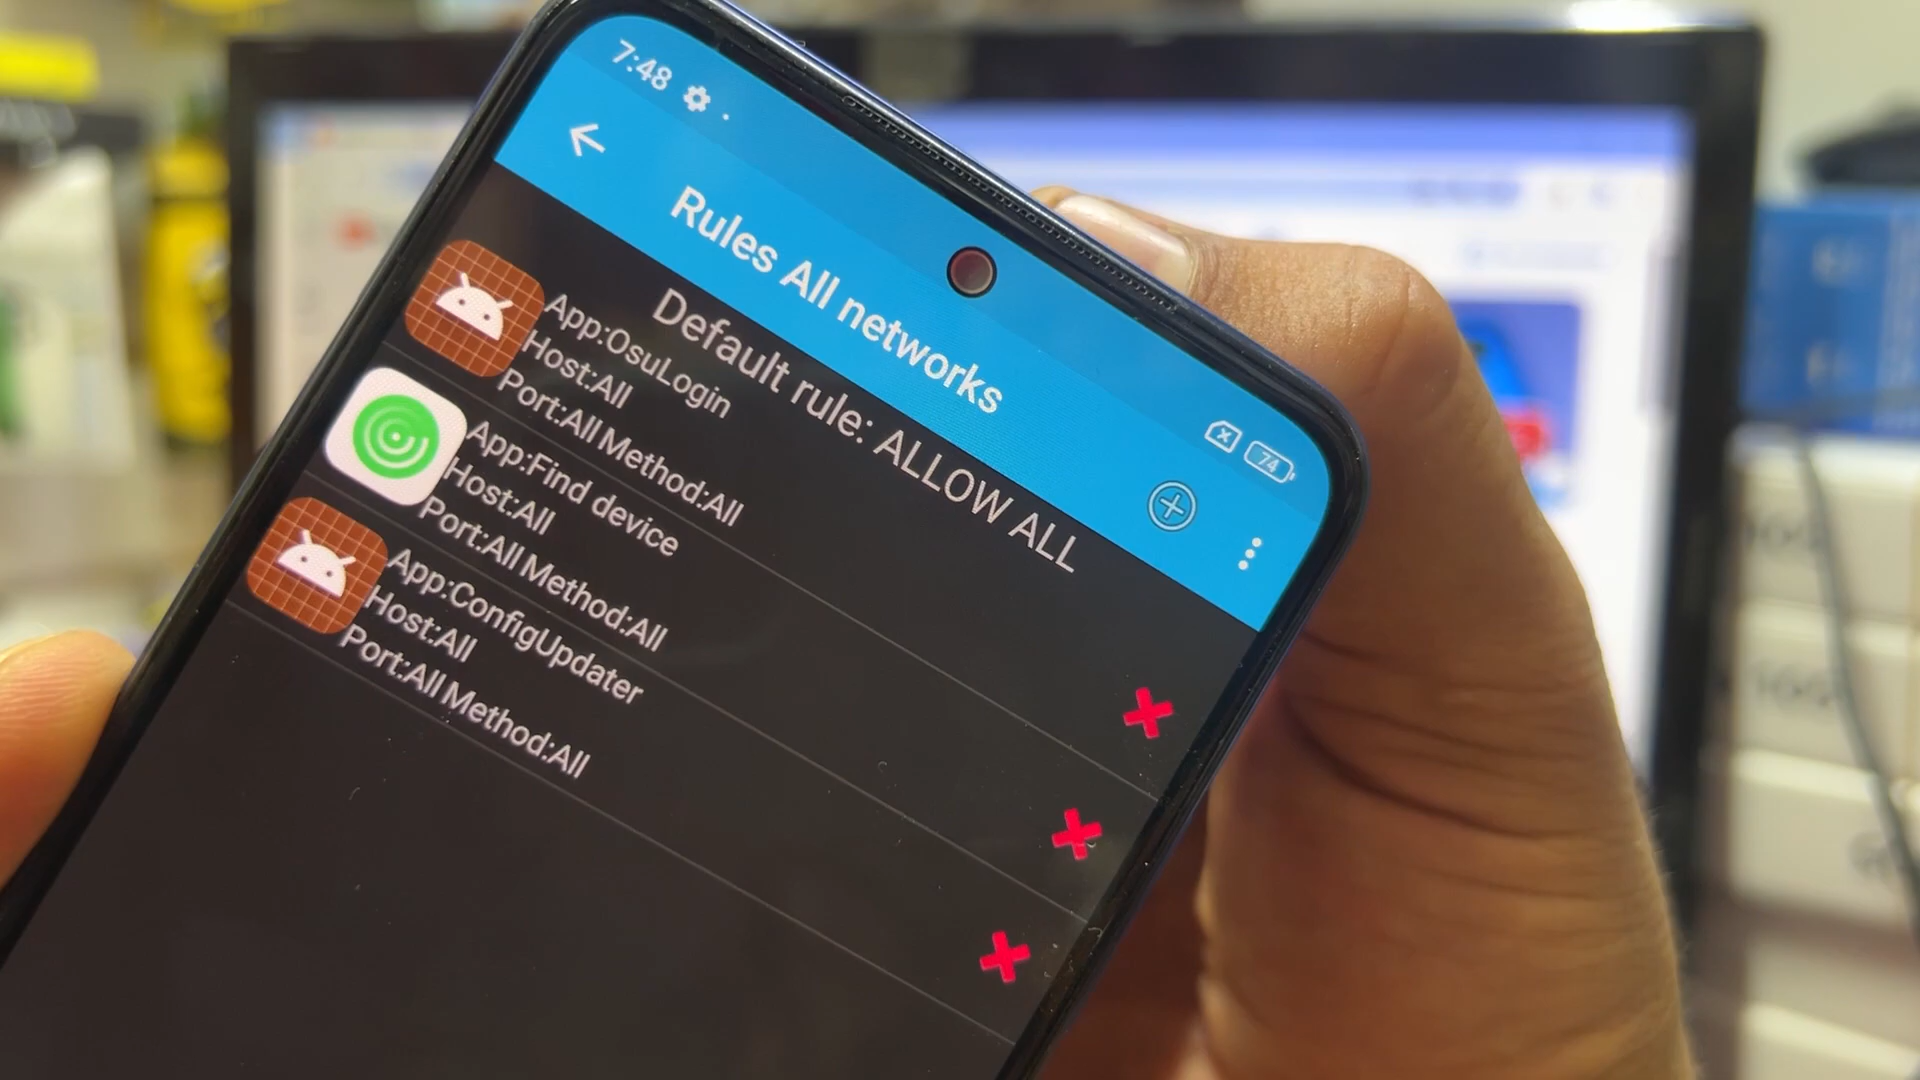 7:48
74
Rules All networks
Default rule: ALLOW ALL
App:OsuLogin
Host:All
Port:All Method:All
App:Find device
Host:All
Port:All Method:All
App:ConfigUpdater
Host:All
Port:All Method:All